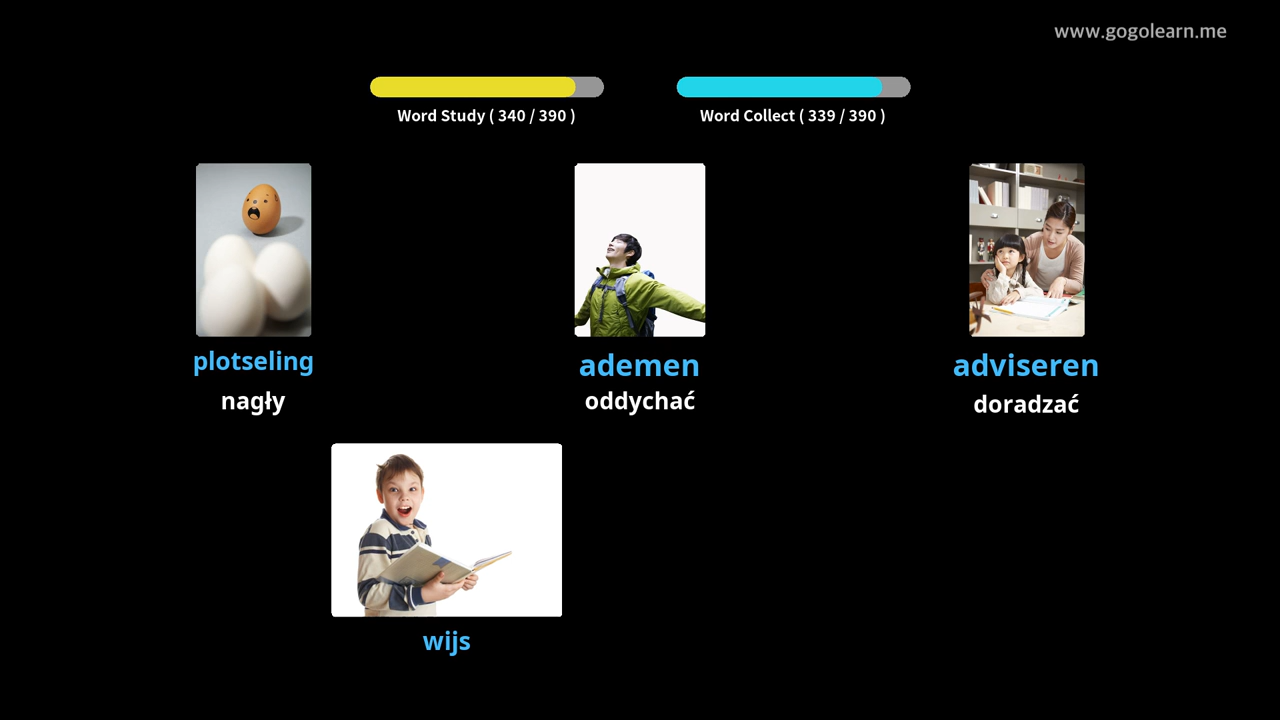 www.gogolearn.me
Word Study ( 340 / 390 )
Word Collect ( 339 / 390 )
plotseling
ademen
adviseren
nagły
oddychać
doradzać
wijs